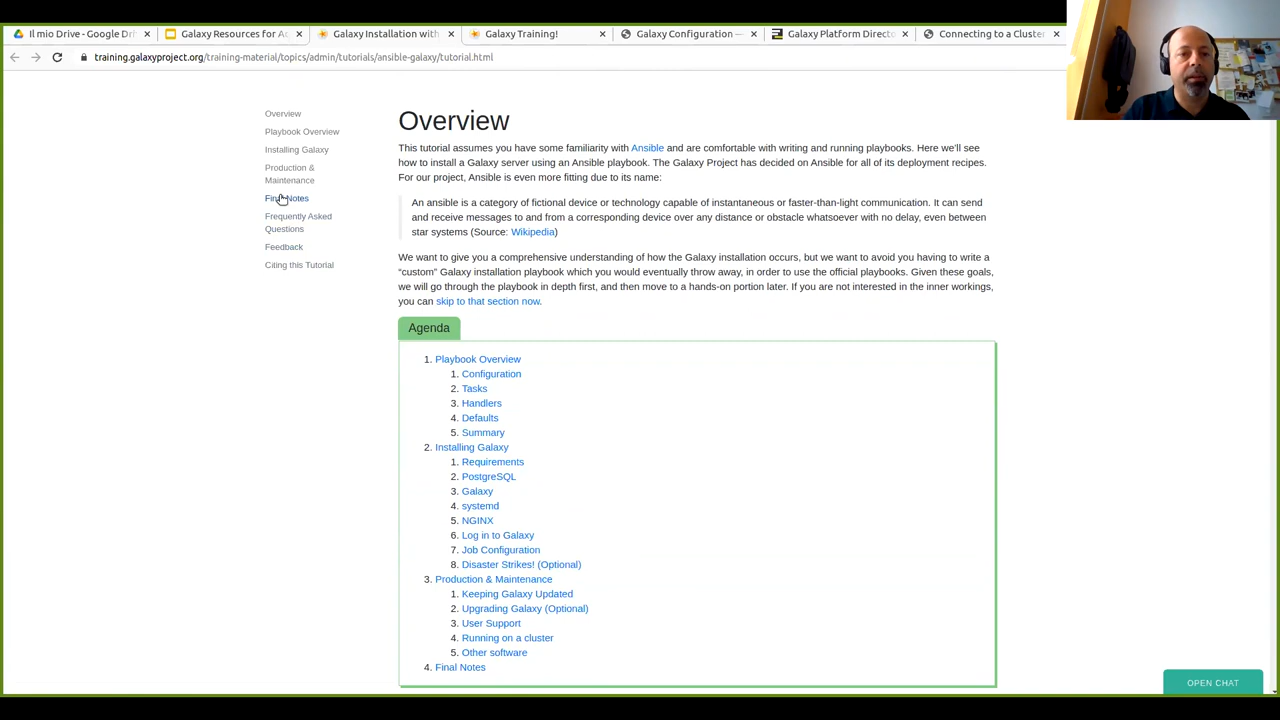 Il mio Drive - Google Dri
Galaxy Resources for Ad
Galaxy Installation with
Galaxy Training!
Galaxy Configuration —
Galaxy Platform Directo
Connecting to a Cluster
training.galaxyproject.org/training-material/topics/admin/tutorials/ansible-galaxy/tutorial.html
Overview
Playbook Overview
Installing Galaxy
Production &
Maintenance
Final Notes
Frequently Asked
Questions
Feedback
Citing this Tutorial
Overview
This tutorial assumes you have some familiarity with Ansible and are comfortable with writing and running playbooks. Here we’ll see
how to install a Galaxy server using an Ansible playbook. The Galaxy Project has decided on Ansible for all of its deployment recipes.
For our project, Ansible is even more fitting due to its name:
An ansible is a category of fictional device or technology capable of instantaneous or faster-than-light communication. It can send
and receive messages to and from a corresponding device over any distance or obstacle whatsoever with no delay, even between
star systems (Source: Wikipedia)
We want to give you a comprehensive understanding of how the Galaxy installation occurs, but we want to avoid you having to write a
“custom” Galaxy installation playbook which you would eventually throw away, in order to use the official playbooks. Given these goals,
we will go through the playbook in depth first, and then move to a hands-on portion later. If you are not interested in the inner workings,
you can skip to that section now.
Agenda
1. Playbook Overview
1. Configuration
2. Tasks
3. Handlers
4. Defaults
5. Summary
2. Installing Galaxy
1. Requirements
2. PostgreSQL
3. Galaxy
4. systemd
5. NGINX
6. Log in to Galaxy
7. Job Configuration
8. Disaster Strikes! (Optional)
3. Production & Maintenance
1. Keeping Galaxy Updated
2. Upgrading Galaxy (Optional)
3. User Support
4. Running on a cluster
5. Other software
4. Final Notes
OPEN CHAT